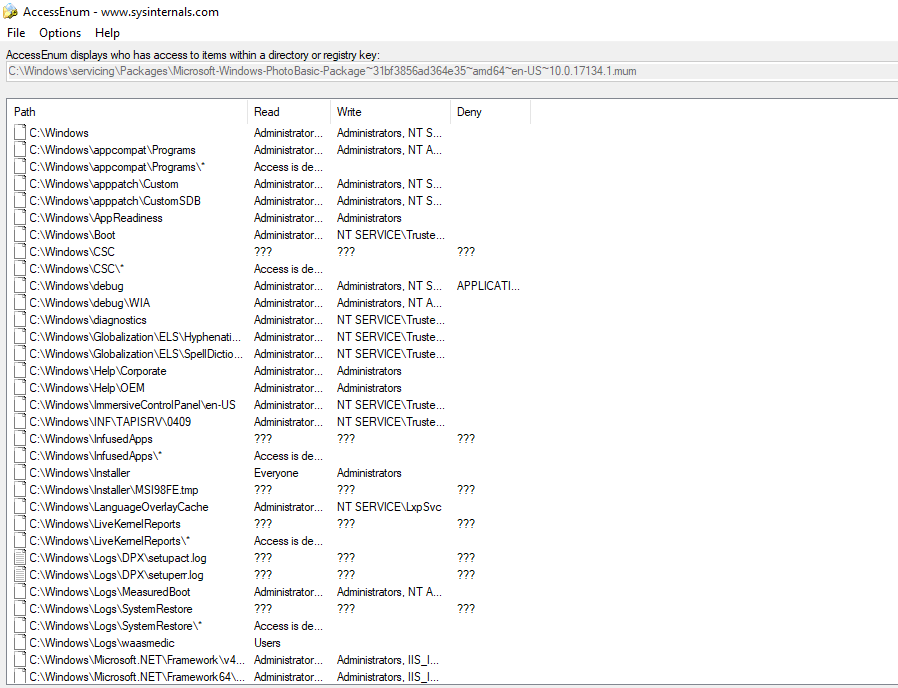 AccessEnum - www.sysinternals.com
File Options Help
AccessEnum displays who has access to items within a directory or registry key:
C:\Windows\servicing\Packages\Microsoft-Windows-PhotoBasic-Package~31bf3856ad364e35~amd64~en-US~10.0.17134.1.mum
Path Read Write Deny
C:\Windows Administrator... Administrators, NT S...
C:\Windows\appcompat\Programs Administrator... Administrators, NT A...
C:\Windows\appcompat\Programs\* Access is de...
C:\Windows\apppatch\Custom Administrator... Administrators, NT S...
C:\Windows\apppatch\CustomSDB Administrator... Administrators, NT S...
C:\Windows\AppReadiness Administrator... Administrators
C:\Windows\Boot Administrator... NT SERVICE\Truste...
C:\Windows\CSC ??? ??? ???
C:\Windows\CSC\* Access is de...
C:\Windows\debug Administrator... Administrators, NT S... APPLICATI...
C:\Windows\debug\WIA Administrator... Administrators, NT A...
C:\Windows\diagnostics Administrator... NT SERVICE\Truste...
C:\Windows\Globalization\ELS\Hyphenati... Administrator... NT SERVICE\Truste...
C:\Windows\Globalization\ELS\SpellDictio... Administrator... NT SERVICE\Truste...
C:\Windows\Help\Corporate Administrator... Administrators
C:\Windows\Help\OEM Administrator... Administrators
C:\Windows\ImmersiveControlPanel\en-US Administrator... NT SERVICE\Truste...
C:\Windows\INF\TAPISRV\0409 Administrator... NT SERVICE\Truste...
C:\Windows\InfusedApps ??? ??? ???
C:\Windows\InfusedApps\* Access is de...
C:\Windows\Installer Everyone Administrators
C:\Windows\Installer\MSI98FE.tmp ??? ??? ???
C:\Windows\LanguageOverlayCache Administrator... NT SERVICE\LxpSvc
C:\Windows\LiveKernelReports ??? ??? ???
C:\Windows\LiveKernelReports\* Access is de...
C:\Windows\Logs\DPX\setupact.log ??? ??? ???
C:\Windows\Logs\DPX\setuperr.log ??? ??? ???
C:\Windows\Logs\MeasuredBoot Administrator... Administrators, NT A...
C:\Windows\Logs\SystemRestore ??? ??? ???
C:\Windows\Logs\SystemRestore\* Access is de...
C:\Windows\Logs\waasmedic Users
C:\Windows\Microsoft.NET\Framework\v4... Administrator... Administrators, IIS_I...
C:\Windows\Microsoft.NET\Framework64\... Administrator... Administrators, IIS_I...